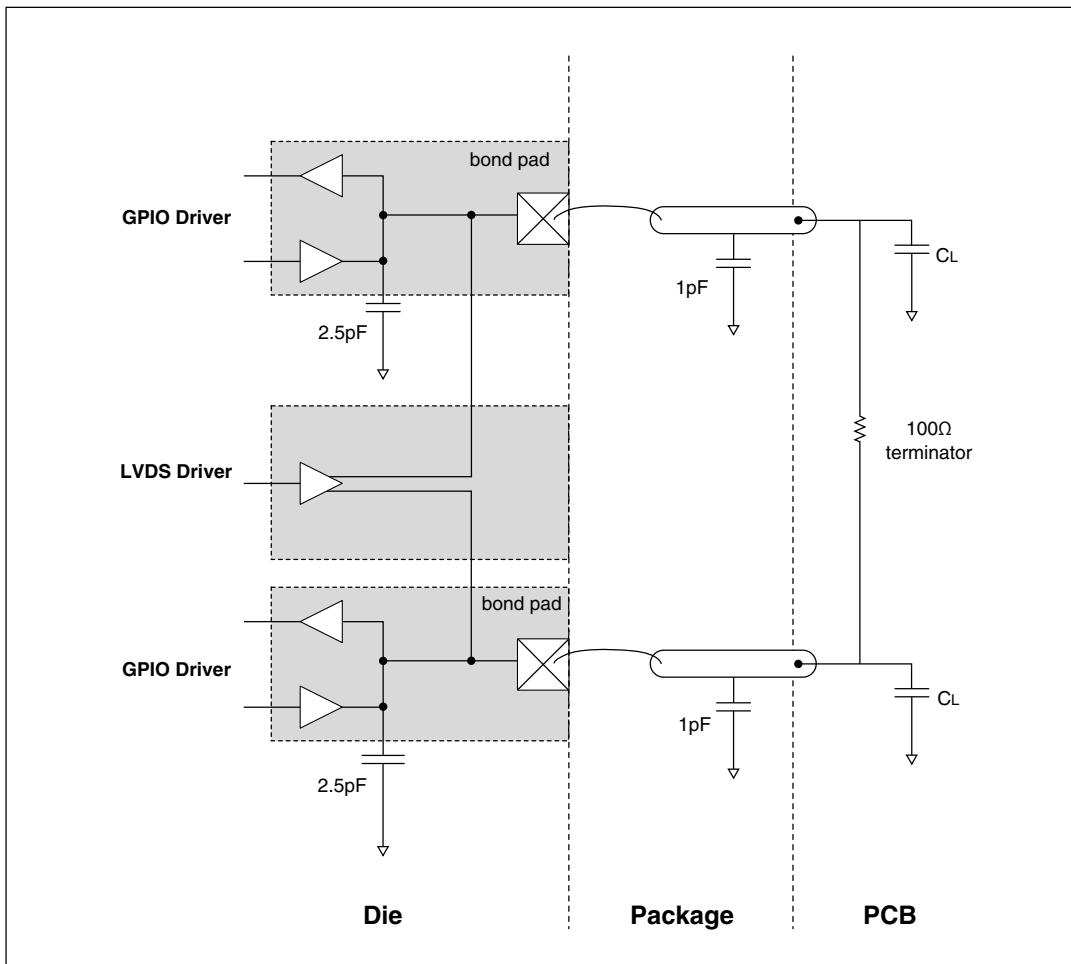 bond pad
GPIO Driver
2.5pF
1pF
CL
LVDS Driver
100Ω
terminator
bond pad
GPIO Driver
2.5pF
1pF
CL
Die
Package
PCB